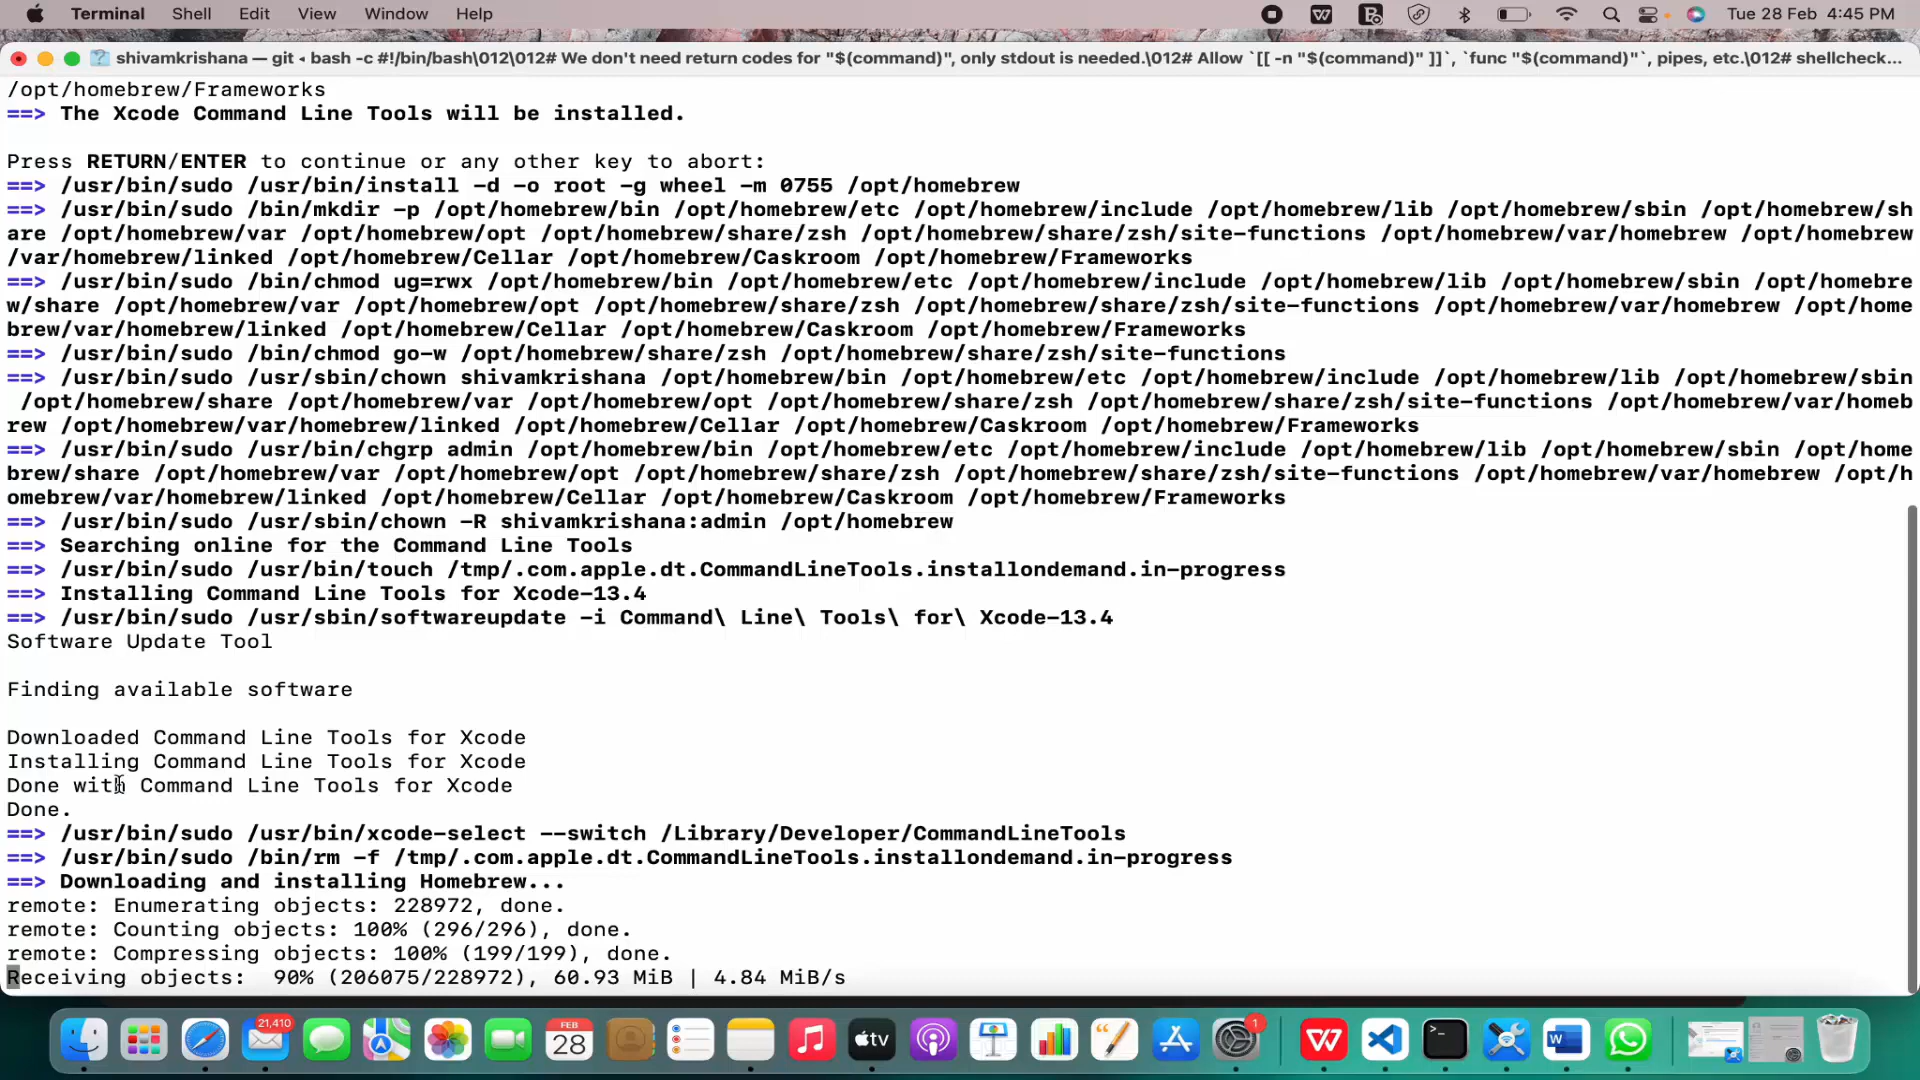 Terminal Shell Edit View Window Help Tue 28 Feb 4:45 PM
shivamkrishana — git ◂ bash -c #!/bin/bash\012\012# We don't need return codes for "$(command)", only stdout is needed.\012# Allow `[[ -n "$(command)" ]]`, `func "$(command)"`, pipes, etc.\012# shellcheck...
/opt/homebrew/Frameworks
==> The Xcode Command Line Tools will be installed.
Press RETURN/ENTER to continue or any other key to abort:
==> /usr/bin/sudo /usr/bin/install -d -o root -g wheel -m 0755 /opt/homebrew
==> /usr/bin/sudo /bin/mkdir -p /opt/homebrew/bin /opt/homebrew/etc /opt/homebrew/include /opt/homebrew/lib /opt/homebrew/sbin /opt/homebrew/sh
are /opt/homebrew/var /opt/homebrew/opt /opt/homebrew/share/zsh /opt/homebrew/share/zsh/site-functions /opt/homebrew/var/homebrew /opt/homebrew
/var/homebrew/linked /opt/homebrew/Cellar /opt/homebrew/Caskroom /opt/homebrew/Frameworks
==> /usr/bin/sudo /bin/chmod ug=rwx /opt/homebrew/bin /opt/homebrew/etc /opt/homebrew/include /opt/homebrew/lib /opt/homebrew/sbin /opt/homebre
w/share /opt/homebrew/var /opt/homebrew/opt /opt/homebrew/share/zsh /opt/homebrew/share/zsh/site-functions /opt/homebrew/var/homebrew /opt/home
brew/var/homebrew/linked /opt/homebrew/Cellar /opt/homebrew/Caskroom /opt/homebrew/Frameworks
==> /usr/bin/sudo /bin/chmod go-w /opt/homebrew/share/zsh /opt/homebrew/share/zsh/site-functions
==> /usr/bin/sudo /usr/sbin/chown shivamkrishana /opt/homebrew/bin /opt/homebrew/etc /opt/homebrew/include /opt/homebrew/lib /opt/homebrew/sbin
/opt/homebrew/share /opt/homebrew/var /opt/homebrew/opt /opt/homebrew/share/zsh /opt/homebrew/share/zsh/site-functions /opt/homebrew/var/homeb
rew /opt/homebrew/var/homebrew/linked /opt/homebrew/Cellar /opt/homebrew/Caskroom /opt/homebrew/Frameworks
==> /usr/bin/sudo /usr/bin/chgrp admin /opt/homebrew/bin /opt/homebrew/etc /opt/homebrew/include /opt/homebrew/lib /opt/homebrew/sbin /opt/home
brew/share /opt/homebrew/var /opt/homebrew/opt /opt/homebrew/share/zsh /opt/homebrew/share/zsh/site-functions /opt/homebrew/var/homebrew /opt/h
omebrew/var/homebrew/linked /opt/homebrew/Cellar /opt/homebrew/Caskroom /opt/homebrew/Frameworks
==> /usr/bin/sudo /usr/sbin/chown -R shivamkrishana:admin /opt/homebrew
==> Searching online for the Command Line Tools
==> /usr/bin/sudo /usr/bin/touch /tmp/.com.apple.dt.CommandLineTools.installondemand.in-progress
==> Installing Command Line Tools for Xcode-13.4
==> /usr/bin/sudo /usr/sbin/softwareupdate -i Command\ Line\ Tools\ for\ Xcode-13.4
Software Update Tool
Finding available software
Downloaded Command Line Tools for Xcode
Installing Command Line Tools for Xcode
Done with Command Line Tools for Xcode
Done.
==> /usr/bin/sudo /usr/bin/xcode-select --switch /Library/Developer/CommandLineTools
==> /usr/bin/sudo /bin/rm -f /tmp/.com.apple.dt.CommandLineTools.installondemand.in-progress
==> Downloading and installing Homebrew...
remote: Enumerating objects: 228972, done.
remote: Counting objects: 100% (296/296), done.
remote: Compressing objects: 100% (199/199), done.
Receiving objects: 90% (206075/228972), 60.93 MiB | 4.84 MiB/s
21,410
FEB
28
tv
1